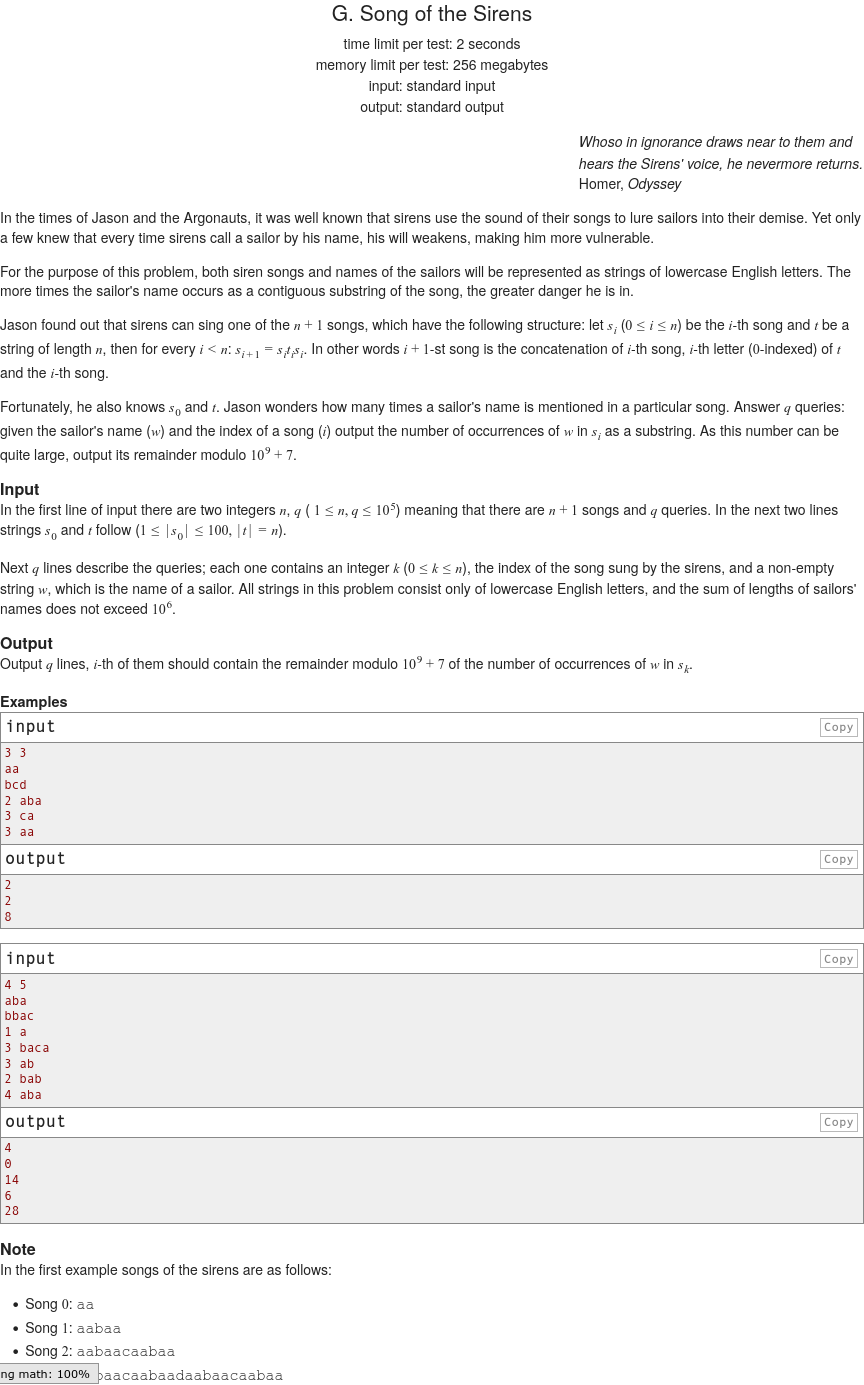 G. Song of the Sirens
time limit per test: 2 seconds
memory limit per test: 256 megabytes
input: standard input
output: standard output
Whoso in ignorance draws near to them and
hears the Sirens' voice, he nevermore returns.
Homer, Odyssey
In the times of Jason and the Argonauts, it was well known that sirens use the sound of their songs to lure sailors into their demise. Yet only
a few knew that every time sirens call a sailor by his name, his will weakens, making him more vulnerable.
For the purpose of this problem, both siren songs and names of the sailors will be represented as strings of lowercase English letters. The
more times the sailor's name occurs as a contiguous substring of the song, the greater danger he is in.
Jason found out that sirens can sing one of the n + 1 songs, which have the following structure: let s_i (0 ≤ i ≤ n) be the i-th song and t be a
string of length n, then for every i < n: s_{i + 1} = s_i t_i s_i. In other words i + 1-st song is the concatenation of i-th song, i-th letter (0-indexed) of t
and the i-th song.
Fortunately, he also knows s_0 and t. Jason wonders how many times a sailor's name is mentioned in a particular song. Answer q queries:
given the sailor's name (w) and the index of a song (i) output the number of occurrences of w in s_i as a substring. As this number can be
quite large, output its remainder modulo 10^9 + 7.
Input
In the first line of input there are two integers n, q ( 1 ≤ n, q ≤ 10^5) meaning that there are n + 1 songs and q queries. In the next two lines
strings s_0 and t follow (1 ≤ |s_0| ≤ 100, |t| = n).
Next q lines describe the queries; each one contains an integer k (0 ≤ k ≤ n), the index of the song sung by the sirens, and a non-empty
string w, which is the name of a sailor. All strings in this problem consist only of lowercase English letters, and the sum of lengths of sailors'
names does not exceed 10^6.
Output
Output q lines, i-th of them should contain the remainder modulo 10^9 + 7 of the number of occurrences of w in s_k.
Examples
input Copy
3 3
aa
bcd
2 aba
3 ca
3 aa
output Copy
2
2
8
input Copy
4 5
aba
bbac
1 a
3 baca
3 ab
2 bab
4 aba
output Copy
4
0
14
6
28
Note
In the first example songs of the sirens are as follows:
• Song 0: aa
• Song 1: aabaa
• Song 2: aabaacaabaa
ng math: 100% baacaabaadaabaacaabaa